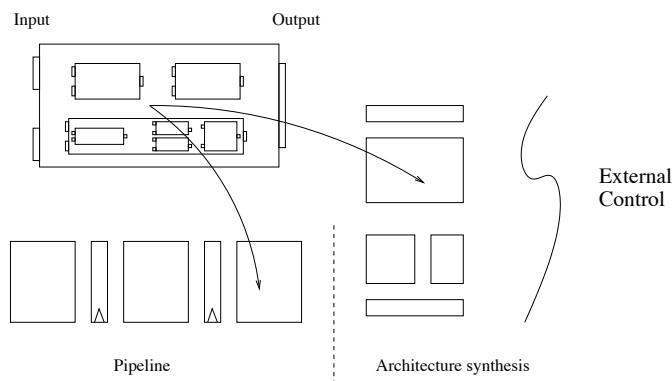 Input
Output
External
Control
Pipeline
Architecture synthesis